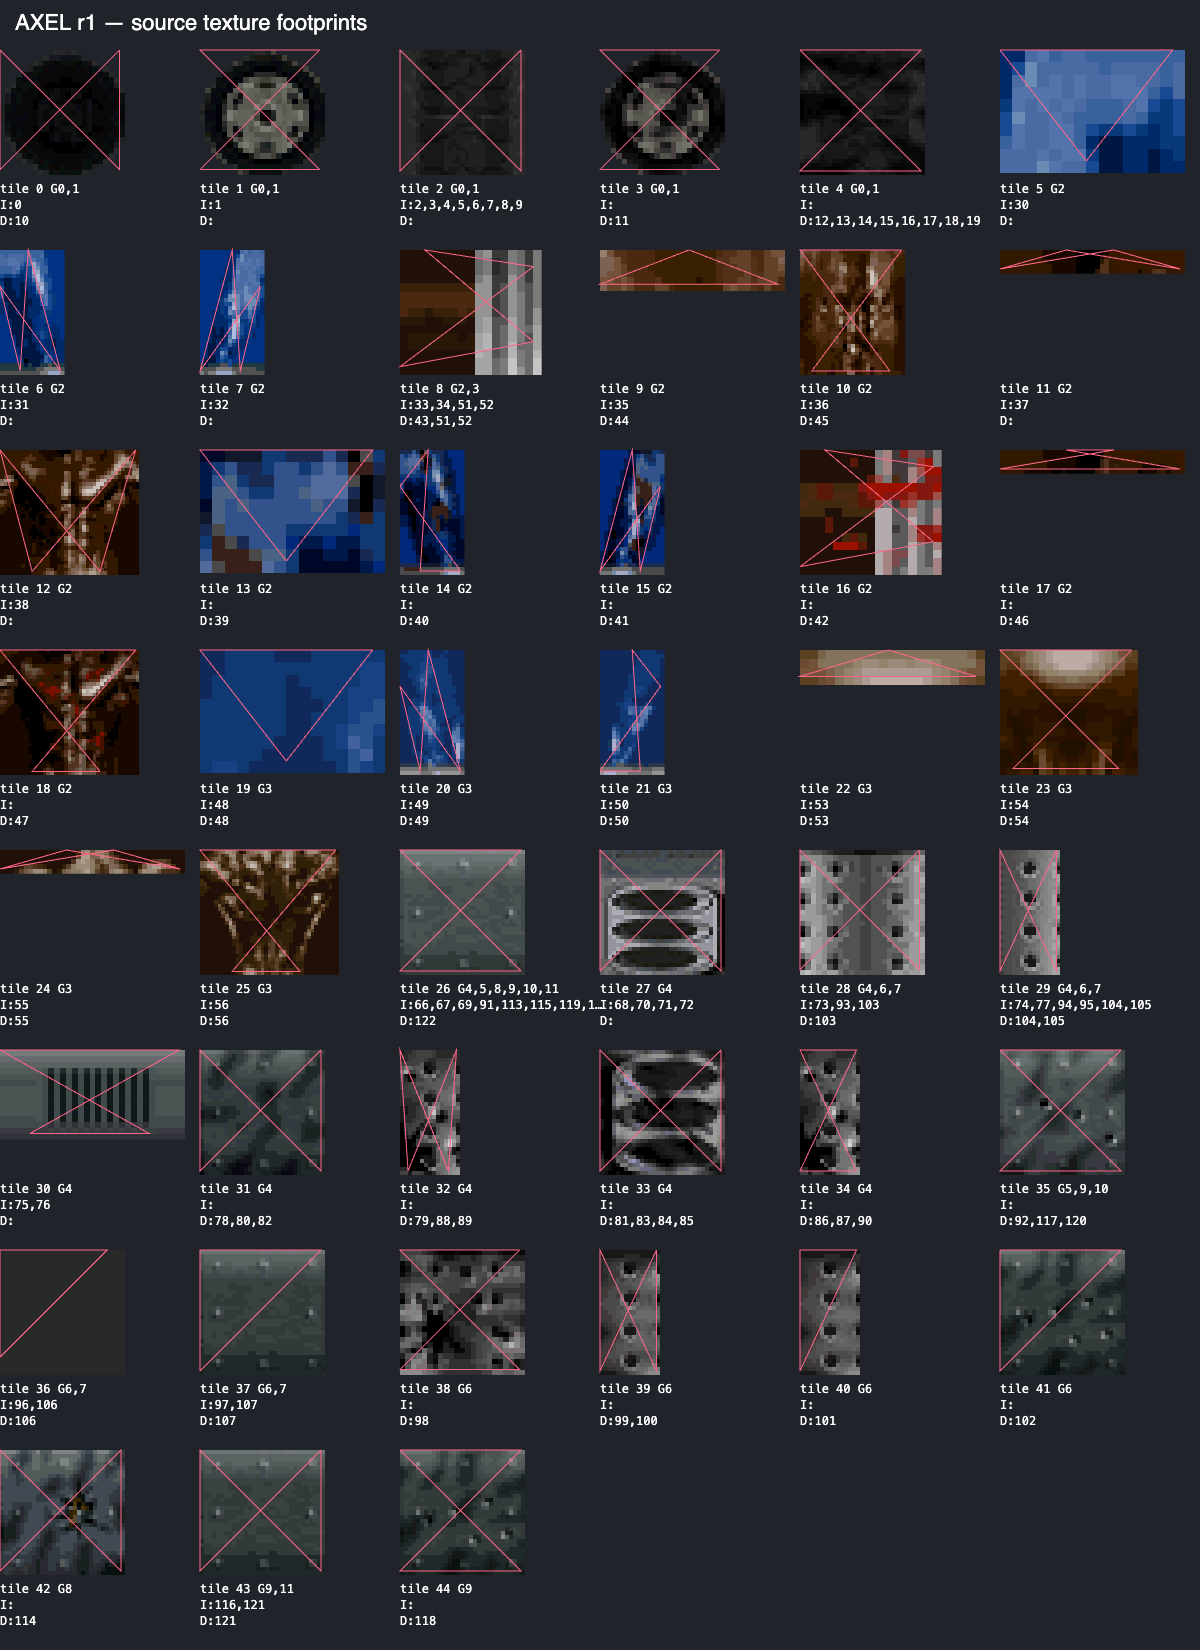 AXEL r1 — source texture footprints
tile 0 G0,1
I:0
D:10
tile 1 G0,1
I:1
D:
tile 2 G0,1
I:2,3,4,5,6,7,8,9
D:
tile 3 G0,1
I:
D:11
tile 4 G0,1
I:
D:12,13,14,15,16,17,18,19
tile 5 G2
I:30
D:
tile 6 G2
I:31
D:
tile 7 G2
I:32
D:
tile 8 G2,3
I:33,34,51,52
D:43,51,52
tile 9 G2
I:35
D:44
tile 10 G2
I:36
D:45
tile 11 G2
I:37
D:
tile 12 G2
I:38
D:
tile 13 G2
I:
D:39
tile 14 G2
I:
D:40
tile 15 G2
I:
D:41
tile 16 G2
I:
D:42
tile 17 G2
I:
D:46
tile 18 G2
I:
D:47
tile 19 G3
I:48
D:48
tile 20 G3
I:49
D:49
tile 21 G3
I:50
D:50
tile 22 G3
I:53
D:53
tile 23 G3
I:54
D:54
tile 24 G3
I:55
D:55
tile 25 G3
I:56
D:56
tile 26 G4,5,8,9,10,11
I:66,67,69,91,113,115,119,1…
D:122
tile 27 G4
I:68,70,71,72
D:
tile 28 G4,6,7
I:73,93,103
D:103
tile 29 G4,6,7
I:74,77,94,95,104,105
D:104,105
tile 30 G4
I:75,76
D:
tile 31 G4
I:
D:78,80,82
tile 32 G4
I:
D:79,88,89
tile 33 G4
I:
D:81,83,84,85
tile 34 G4
I:
D:86,87,90
tile 35 G5,9,10
I:
D:92,117,120
tile 36 G6,7
I:96,106
D:106
tile 37 G6,7
I:97,107
D:107
tile 38 G6
I:
D:98
tile 39 G6
I:
D:99,100
tile 40 G6
I:
D:101
tile 41 G6
I:
D:102
tile 42 G8
I:
D:114
tile 43 G9,11
I:116,121
D:121
tile 44 G9
I:
D:118